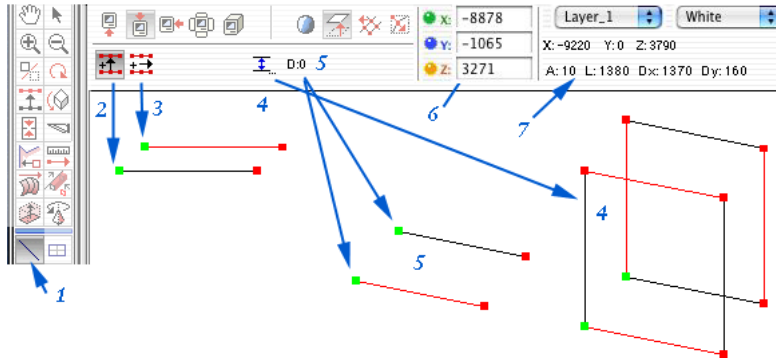 X: -8878
Layer_1 White
Y: -1065
X:-9220 Y:0 Z:3790
D:0 5
Z: 3271
A:10 L:1380 Dx:1370 Dy:160
2 3 4 6 7
4
5
1